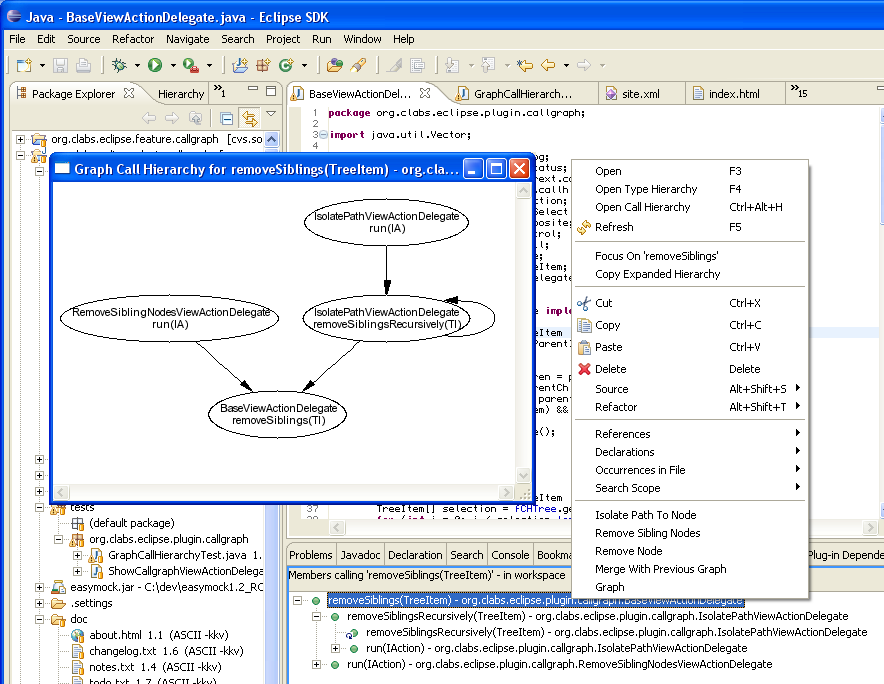 Java - BaseViewActionDelegate.java - Eclipse SDK
File Edit Source Refactor Navigate Search Project Run Window Help
Package Explorer
Hierarchy
»1
BaseViewActionDel...
GraphCallHierarch...
site.xml
index.html
»15
org.clabs.eclipse.feature.callgraph [cvs.so
1 package org.clabs.eclipse.plugin.callgraph;
2
3 import java.util.Vector;
4
Graph Call Hierarchy for removeSiblings(TreeItem) - org.cla...
IsolatePathViewActionDelegate
run(IA)
RemoveSiblingNodesViewActionDelegate
run(IA)
IsolatePathViewActionDelegate
removeSiblingsRecursively(TI)
BaseViewActionDelegate
removeSiblings(TI)
Open F3
Open Type Hierarchy F4
Open Call Hierarchy Ctrl+Alt+H
Refresh F5
Focus On 'removeSiblings'
Copy Expanded Hierarchy
Cut Ctrl+X
Copy Ctrl+C
Paste Ctrl+V
Delete Delete
Source Alt+Shift+S
Refactor Alt+Shift+T
References
Declarations
Occurrences in File
Search Scope
Isolate Path To Node
Remove Sibling Nodes
Remove Node
Merge With Previous Graph
Graph
37 TreeItem[] selection = fCHTree.ge
tests
(default package)
org.clabs.eclipse.plugin.callgraph
GraphCallHierarchyTest.java 1.
ShowCallgraphViewActionDelega
easymock.jar - C:\dev\easymock1.2_RC
.settings
doc
about.html 1.1 (ASCII -kkv)
changelog.txt 1.6 (ASCII -kkv)
notes.txt 1.4 (ASCII -kkv)
todo.txt 1.7 (ASCII -kkv)
Problems Javadoc Declaration Search Console Bookma
Plug-in Depende
Members calling 'removeSiblings(TreeItem)' - in workspace
removeSiblings(TreeItem) - org.clabs.eclipse.plugin.callgraph.BaseViewActionDelegate
removeSiblingsRecursively(TreeItem) - org.clabs.eclipse.plugin.callgraph.IsolatePathViewActionDelegate
removeSiblingsRecursively(TreeItem) - org.clabs.eclipse.plugin.callgraph.IsolatePathViewActionDelegate
run(IAction) - org.clabs.eclipse.plugin.callgraph.IsolatePathViewActionDelegate
run(IAction) - org.clabs.eclipse.plugin.callgraph.RemoveSiblingNodesViewActionDelegate